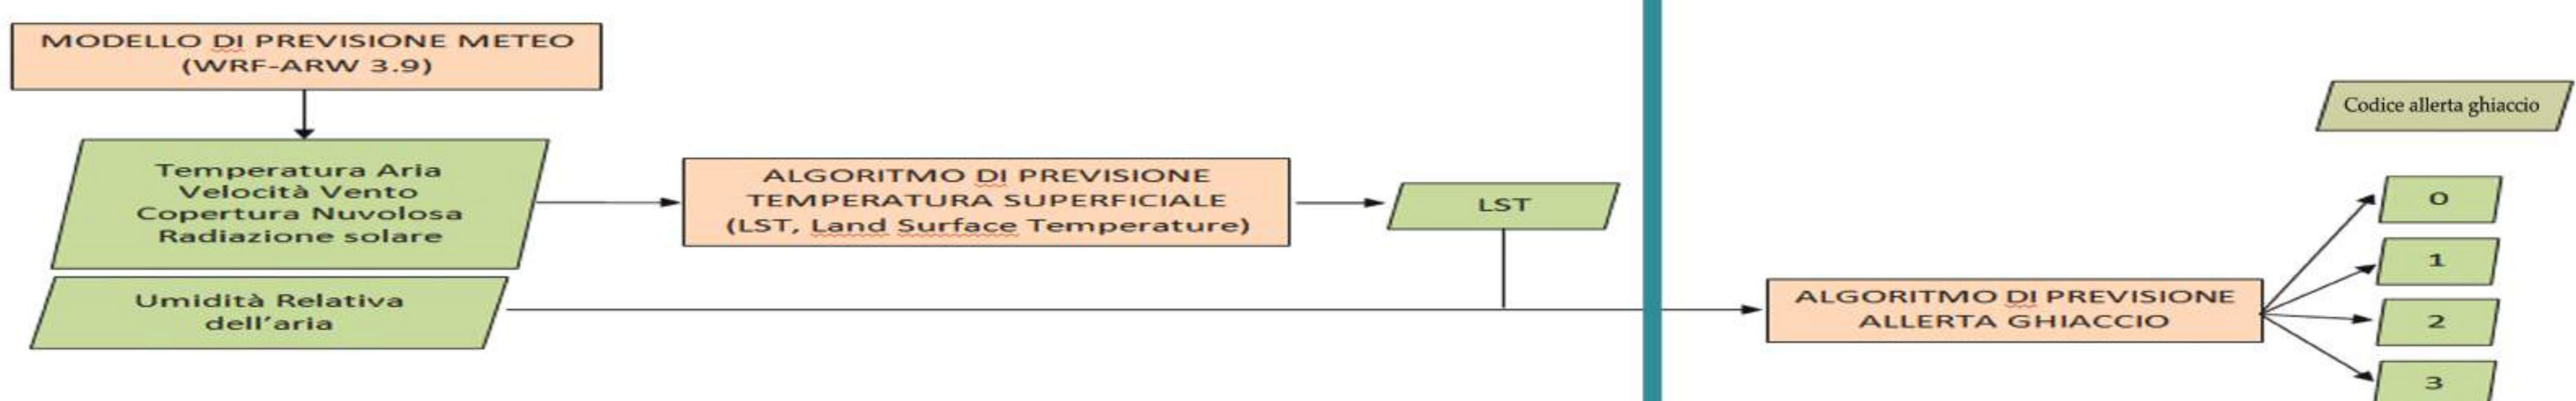 MODELLO DI PREVISIONE METEO
(WRF-ARW 3.9)
Temperatura Aria
Velocità Vento
Copertura Nuvolosa
Radiazione solare
Umidità Relativa
dell'aria
ALGORITMO DI PREVISIONE
TEMPERATURA SUPERFICIALE
(LST, Land Surface Temperature)
LST
ALGORITMO DI PREVISIONE
ALLERTA GHIACCIO
Codice allerta ghiaccio
0
1
2
3